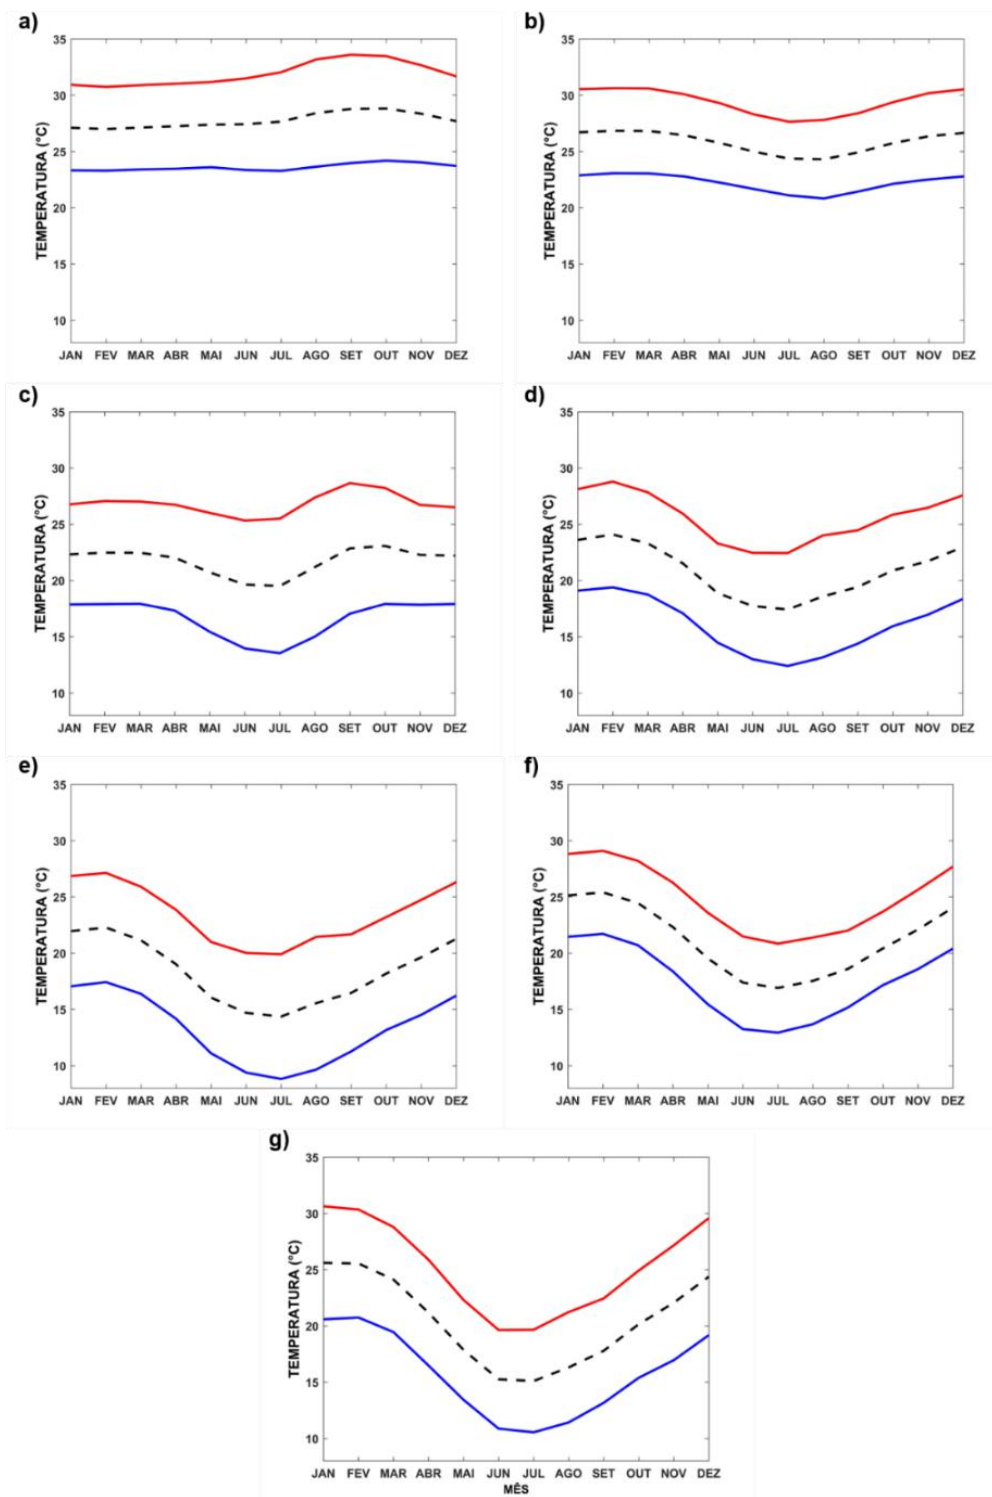 a)
TEMPERATURA (°C)
35
30
25
20
15
10
JAN FEV MAR ABR MAI JUN JUL AGO SET OUT NOV DEZ
b)
TEMPERATURA (°C)
35
30
25
20
15
10
JAN FEV MAR ABR MAI JUN JUL AGO SET OUT NOV DEZ
c)
TEMPERATURA (°C)
35
30
25
20
15
10
JAN FEV MAR ABR MAI JUN JUL AGO SET OUT NOV DEZ
d)
TEMPERATURA (°C)
35
30
25
20
15
10
JAN FEV MAR ABR MAI JUN JUL AGO SET OUT NOV DEZ
e)
TEMPERATURA (°C)
35
30
25
20
15
10
JAN FEV MAR ABR MAI JUN JUL AGO SET OUT NOV DEZ
f)
TEMPERATURA (°C)
35
30
25
20
15
10
JAN FEV MAR ABR MAI JUN JUL AGO SET OUT NOV DEZ
g)
TEMPERATURA (°C)
35
30
25
20
15
10
JAN FEV MAR ABR MAI JUN JUL AGO SET OUT NOV DEZ
MÊS